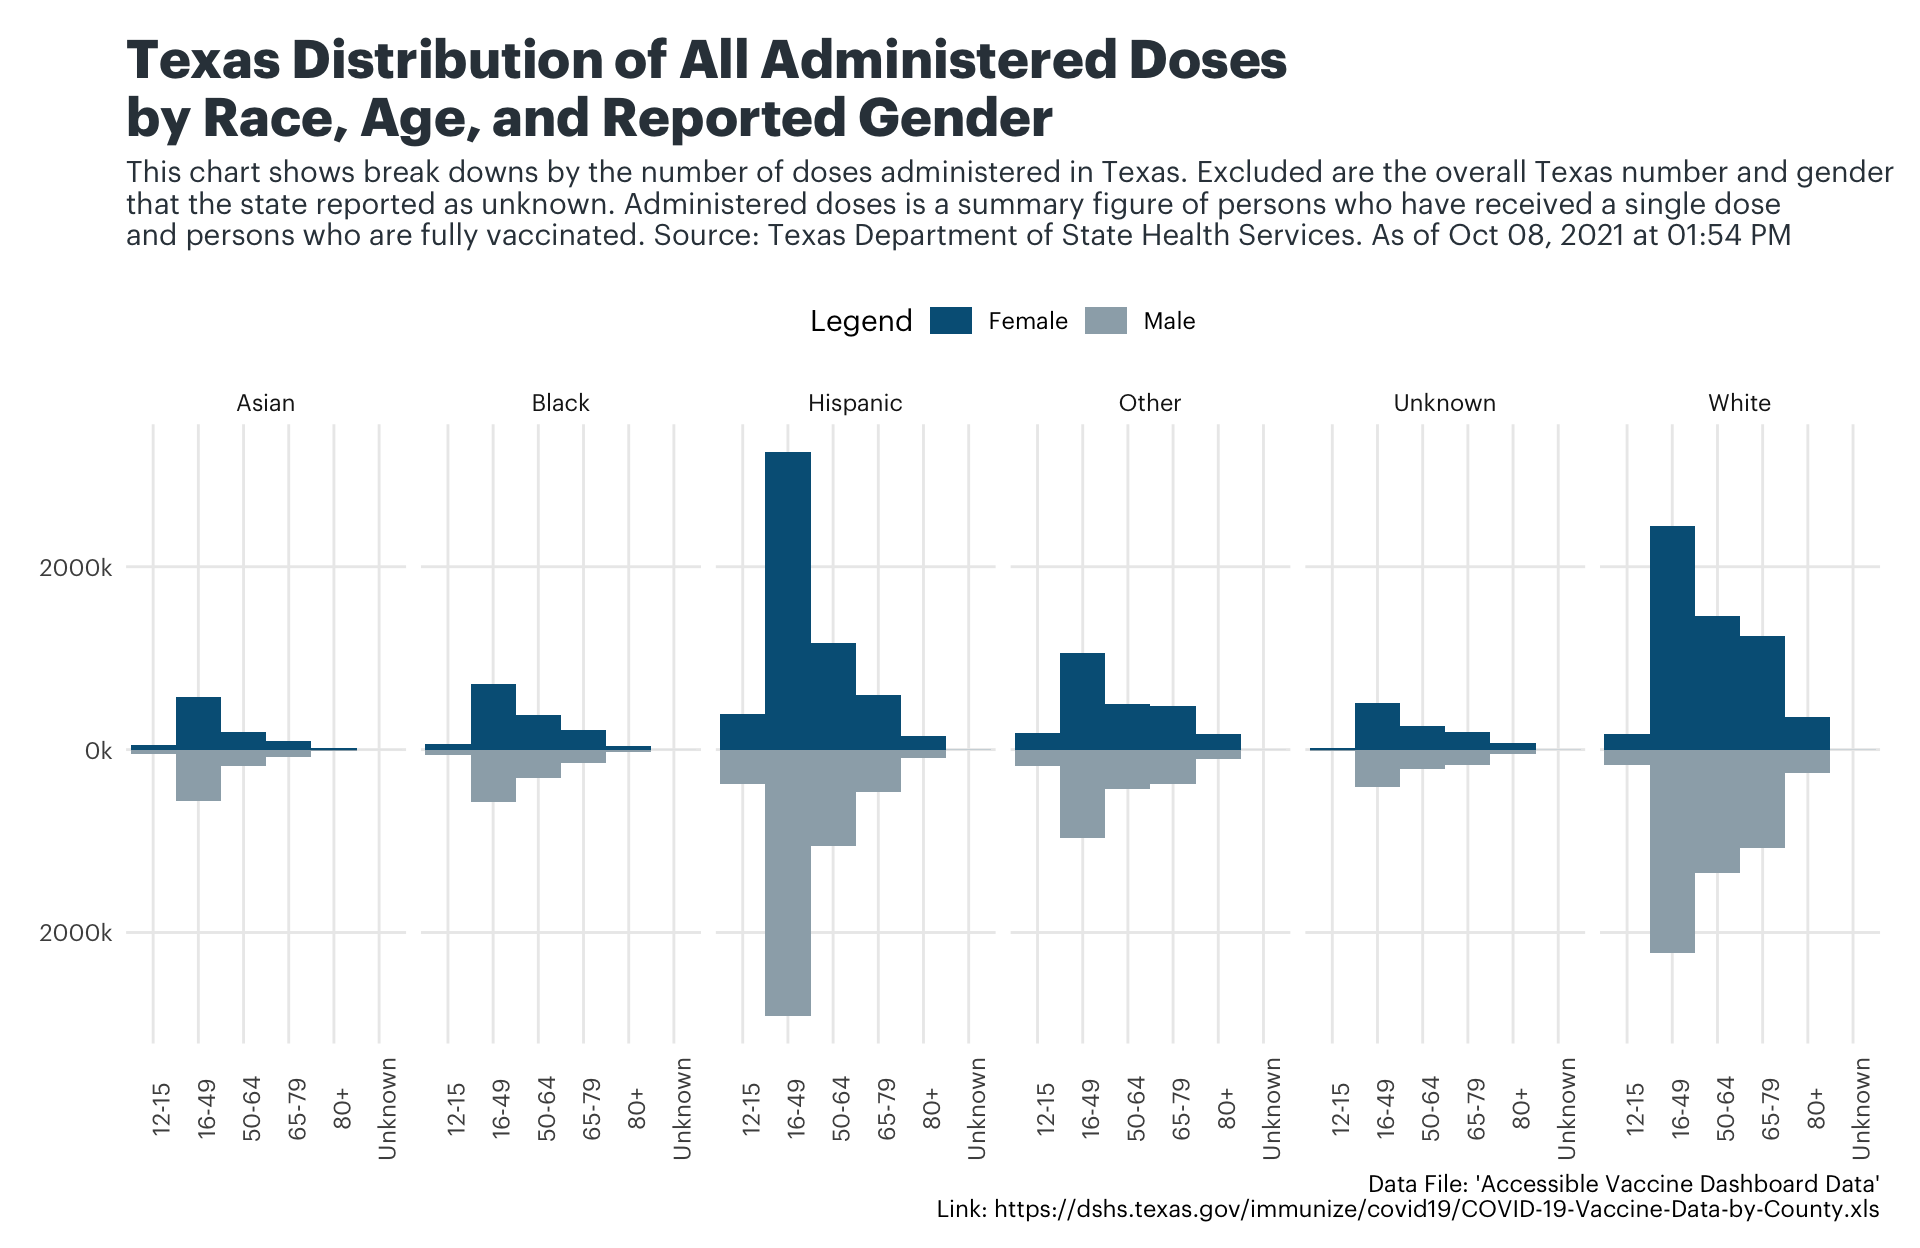 Texas Distribution of All Administered Doses
by Race, Age, and Reported Gender
This chart shows break downs by the number of doses administered in Texas. Excluded are the overall Texas number and gender
that the state reported as unknown. Administered doses is a summary figure of persons who have received a single dose
and persons who are fully vaccinated. Source: Texas Department of State Health Services. As of Oct 08, 2021 at 01:54 PM
Legend Female Male
Asian Black Hispanic Other Unknown White
2000k
0k
2000k
12-15 16-49 50-64 65-79 80+ Unknown 12-15 16-49 50-64 65-79 80+ Unknown 12-15 16-49 50-64 65-79 80+ Unknown 12-15 16-49 50-64 65-79 80+ Unknown 12-15 16-49 50-64 65-79 80+ Unknown 12-15 16-49 50-64 65-79 80+ Unknown
Data File: 'Accessible Vaccine Dashboard Data'
Link: https://dshs.texas.gov/immunize/covid19/COVID-19-Vaccine-Data-by-County.xls